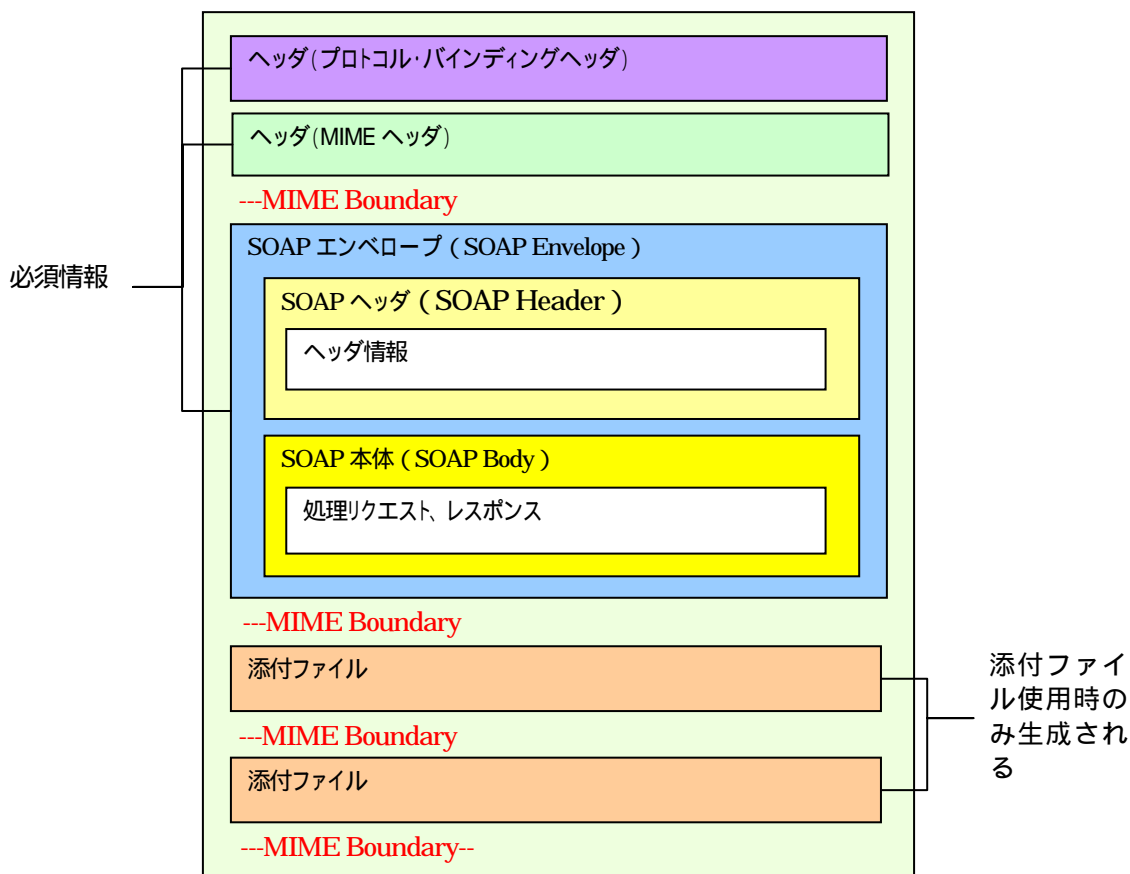 ヘッダ(プロトコル・バインディングヘッダ)
ヘッダ(MIME ヘッダ)
---MIME Boundary
SOAP エンベロープ ( SOAP Envelope )
必須情報
SOAP ヘッダ ( SOAP Header )
ヘッダ情報
SOAP 本体 ( SOAP Body )
処理リクエスト、レスポンス
---MIME Boundary
添付ファイル
---MIME Boundary
添付ファイル
---MIME Boundary--
添付ファイ
ル使用時の
み生成され
る